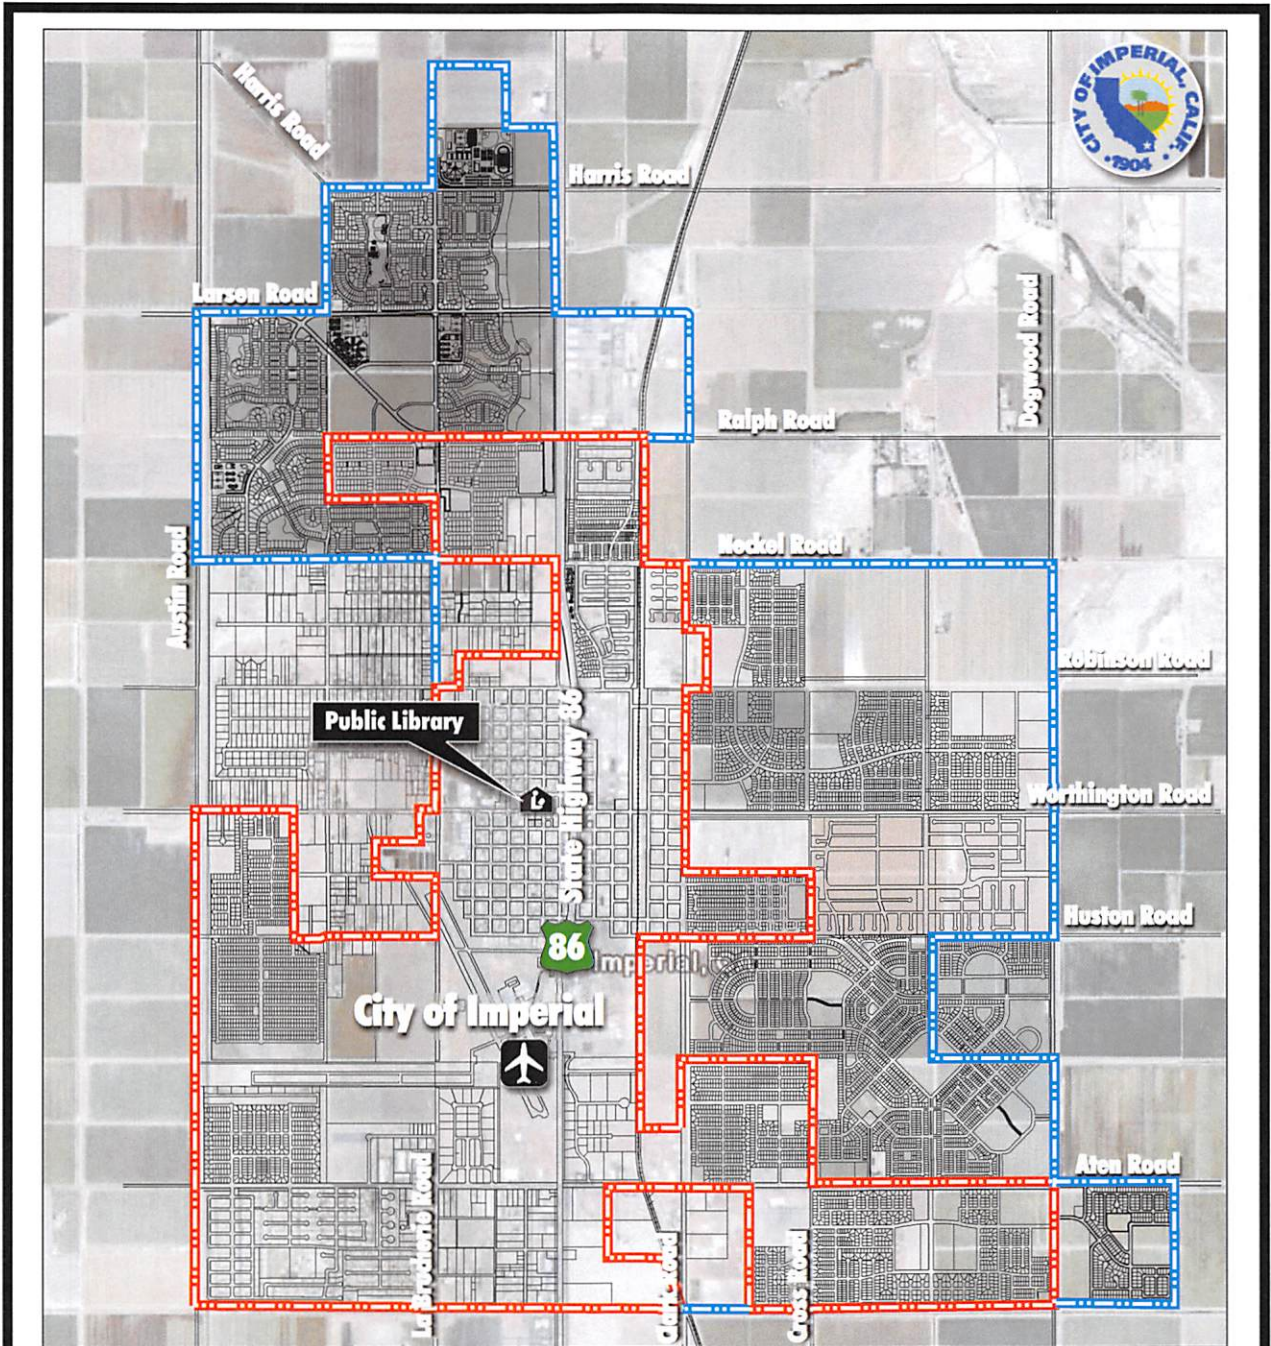 CITY OF IMPERIAL, CALIF.
• 1904 •
Harris Road
Harris Road
Larsen Road
Dogwood Road
Ralph Road
Austin Road
Neckel Road
Robinson Road
Public Library
State Highway 86
Worthington Road
Huston Road
86
Imperial,
City of Imperial
Aten Road
La Brucherie Road
Clark Road
Cross Road